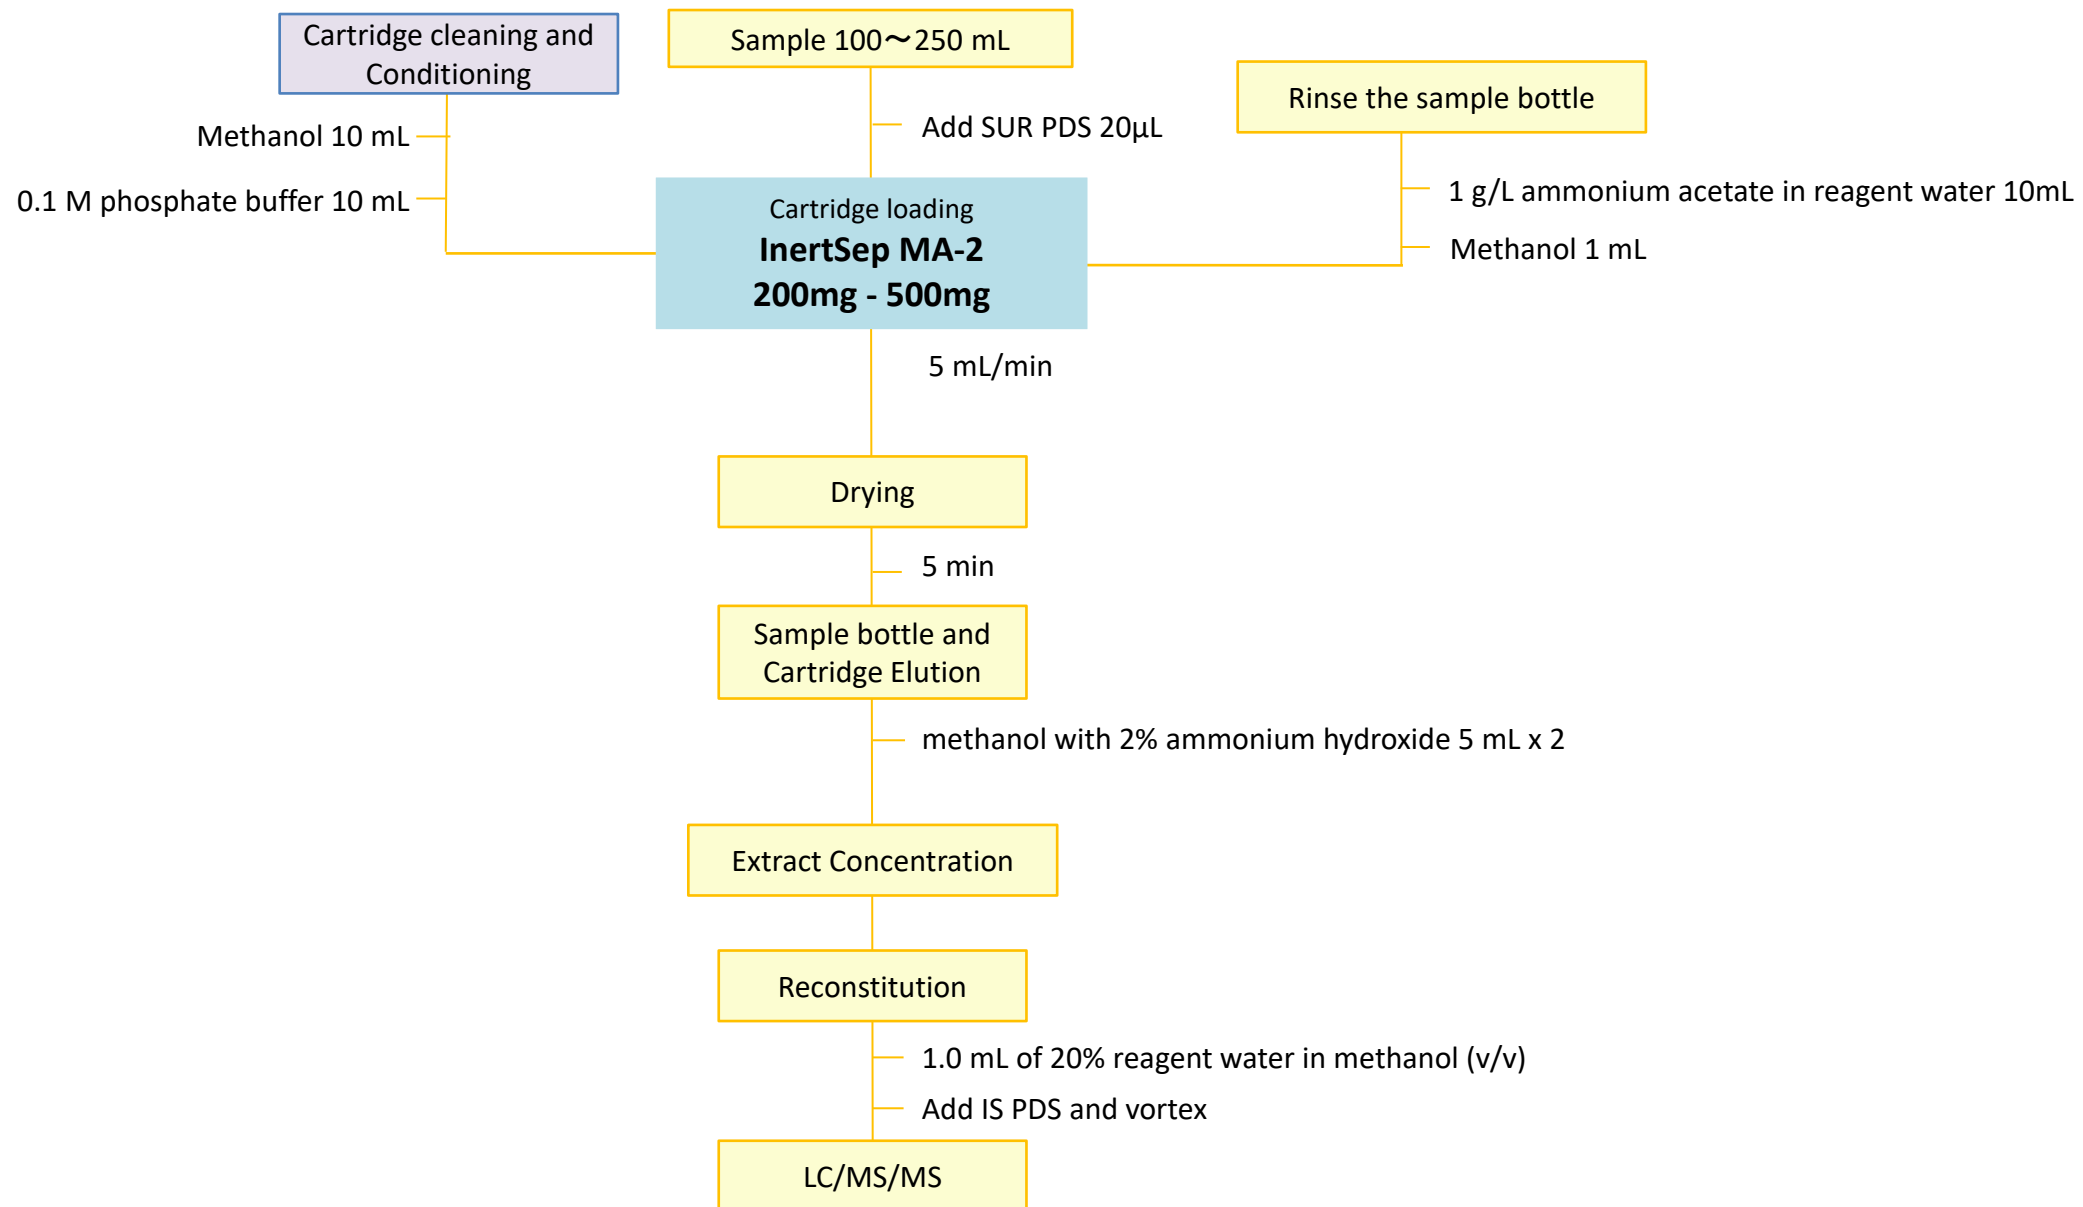 Cartridge cleaning and
Conditioning
Methanol 10 mL
0.1 M phosphate buffer 10 mL
Sample 100～250 mL
Add SUR PDS 20µL
Rinse the sample bottle
1 g/L ammonium acetate in reagent water 10mL
Methanol 1 mL
Cartridge loading
InertSep MA-2
200mg - 500mg
5 mL/min
Drying
5 min
Sample bottle and
Cartridge Elution
methanol with 2% ammonium hydroxide 5 mL x 2
Extract Concentration
Reconstitution
1.0 mL of 20% reagent water in methanol (v/v)
Add IS PDS and vortex
LC/MS/MS